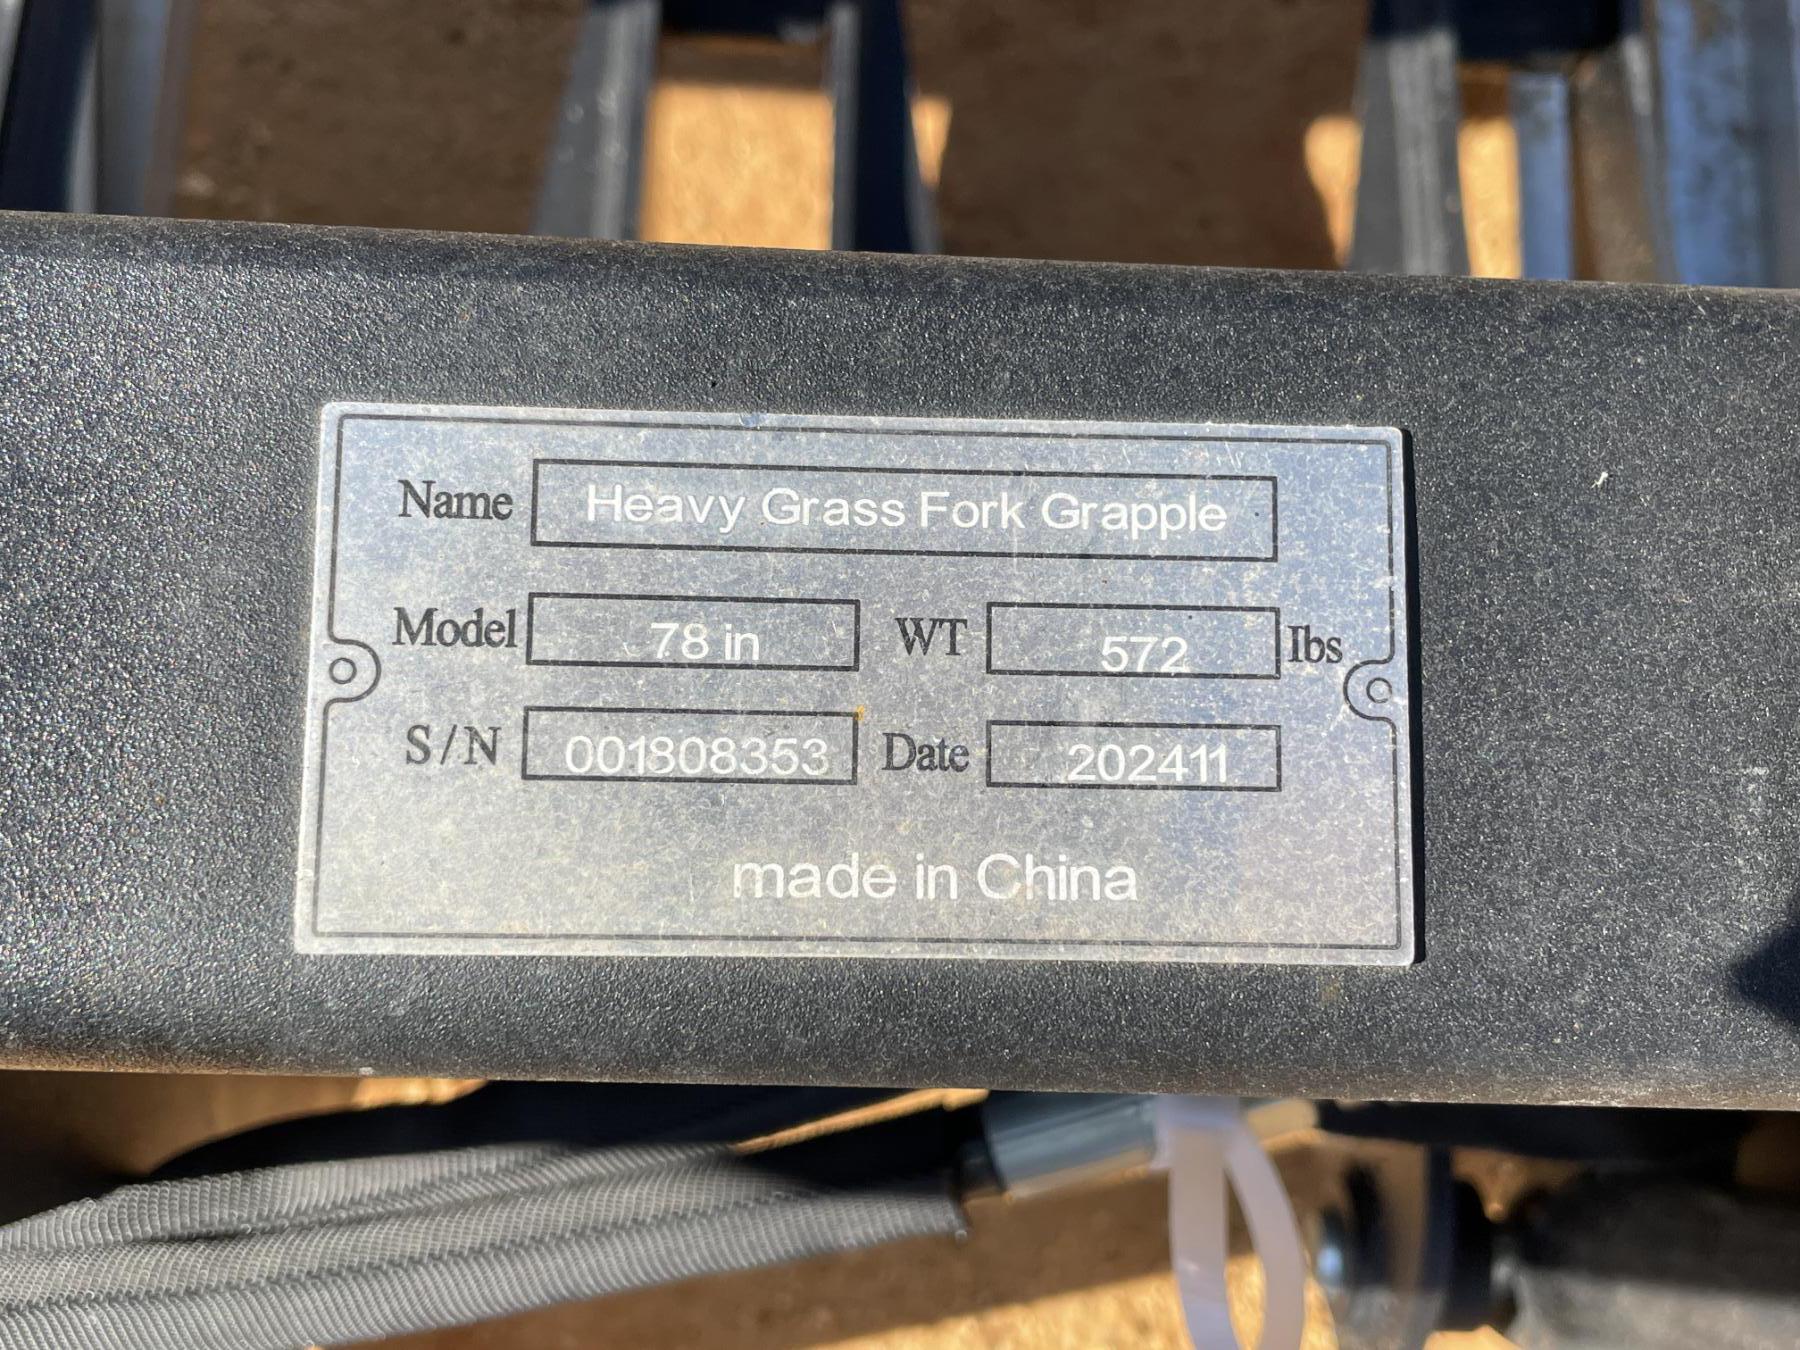 Name Heavy Grass Fork Grapple
Model 78 in WT 572 lbs
S/N 001808353 Date 202411
made in China